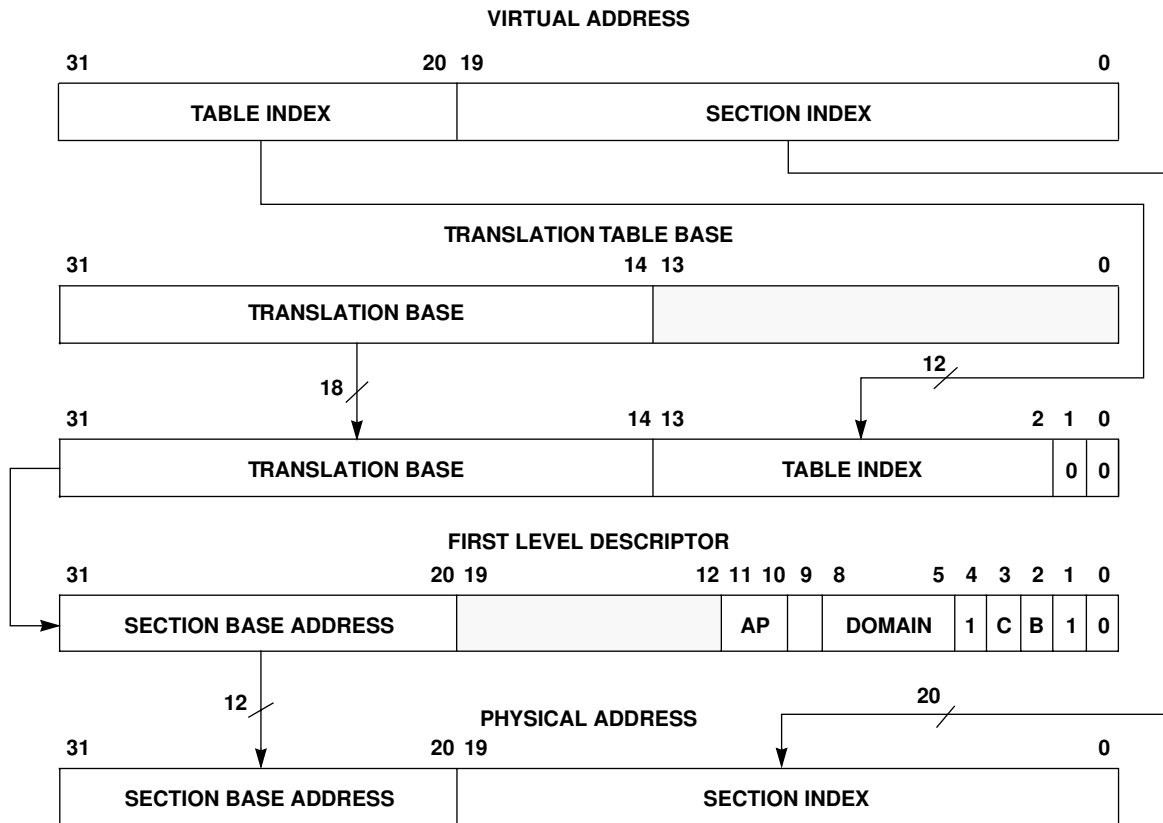 VIRTUAL ADDRESS
31 20 19 0
TABLE INDEX SECTION INDEX
TRANSLATION TABLE BASE
31 14 13 0
TRANSLATION BASE
18 12
31 14 13 2 1 0
TRANSLATION BASE TABLE INDEX 0 0
FIRST LEVEL DESCRIPTOR
31 20 19 12 11 10 9 8 5 4 3 2 1 0
SECTION BASE ADDRESS AP DOMAIN 1 C B 1 0
12 20
PHYSICAL ADDRESS
31 20 19 0
SECTION BASE ADDRESS SECTION INDEX